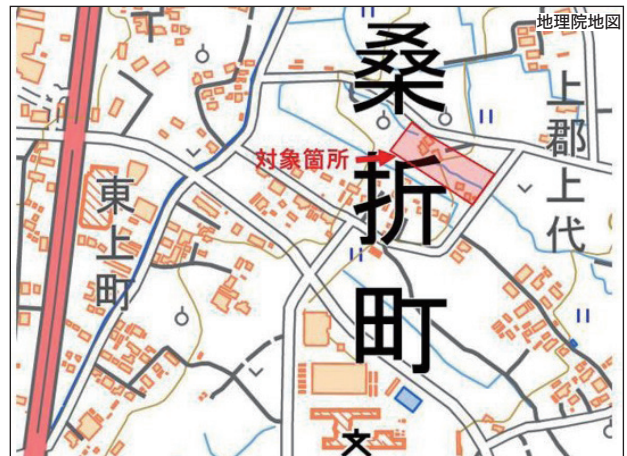 地理院地図
桑折町
上郡上代
対象箇所
東上町